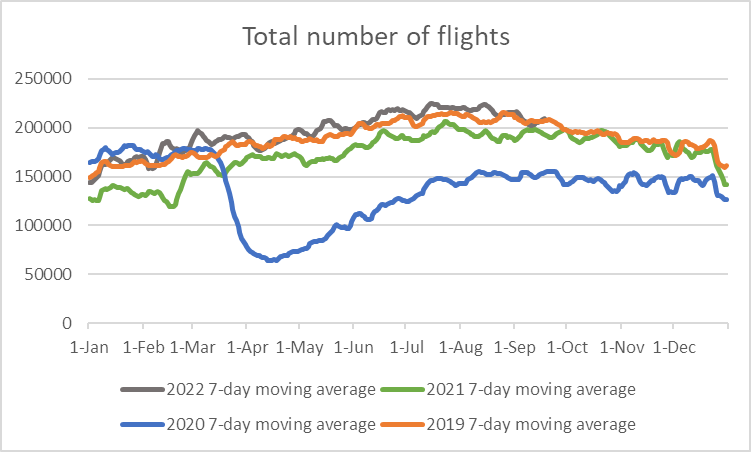 Total number of flights
250000
200000
150000
100000
50000
0
1-Jan 1-Feb 1-Mar 1-Apr 1-May 1-Jun 1-Jul 1-Aug 1-Sep 1-Oct 1-Nov 1-Dec
2022 7-day moving average 2021 7-day moving average
2020 7-day moving average 2019 7-day moving average